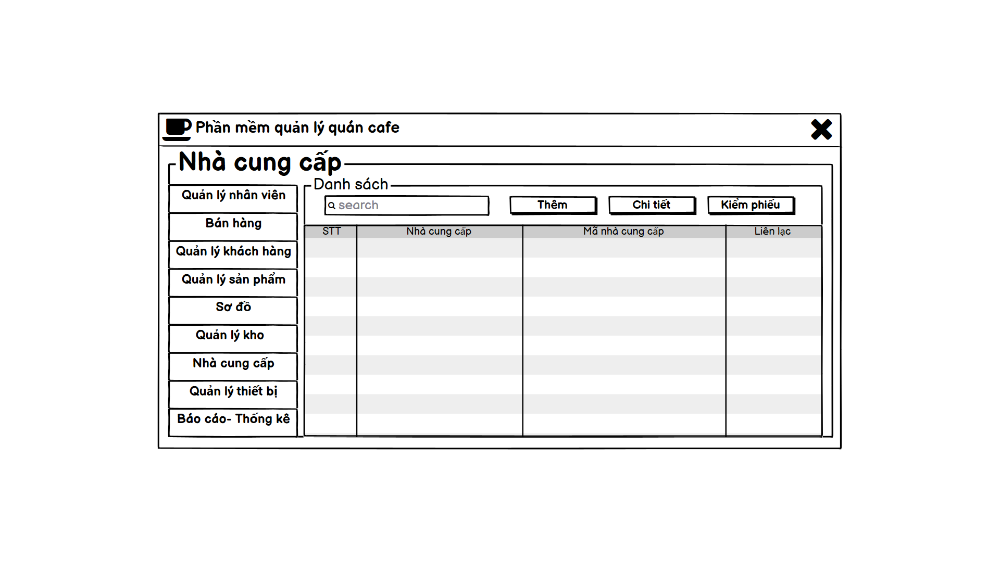 Phần mềm quản lý quán cafe
Nhà cung cấp
Quản lý nhân viên
Bán hàng
Quản lý khách hàng
Quản lý sản phẩm
Sơ đồ
Quản lý kho
Nhà cung cấp
Quản lý thiết bị
Báo cáo- Thống kê
Danh sách
search
Thêm
Chi tiết
Kiểm phiếu
STT
Nhà cung cấp
Mã nhà cung cấp
Liên lạc